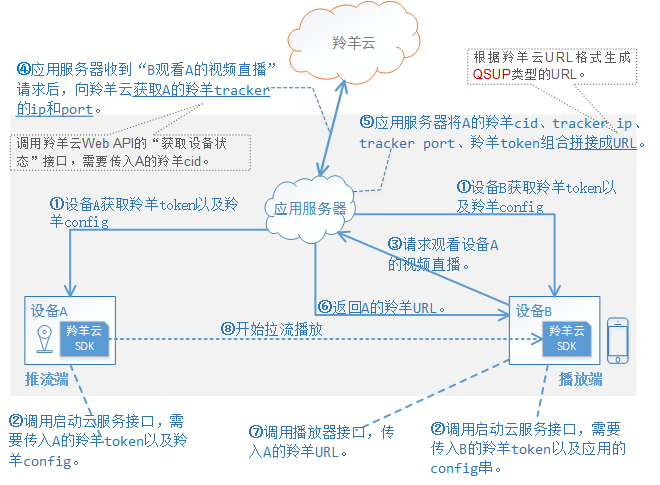 羚羊云
④应用服务器收到“B观看A的视频直播”
请求后，向羚羊云获取A的羚羊tracker
的ip和port。
根据羚羊云URL格式生成
QSUP类型的URL。
调用羚羊云Web API的“获取设备状
态”接口，需要传入A的羚羊cid。
⑤应用服务器将A的羚羊cid、tracker ip、
tracker port、羚羊token组合拼接成URL。
①设备A获取羚羊token以及羚
羊config
应用服务器
①设备B获取羚羊token以
及羚羊config
③请求观看设备A
的视频直播。
⑥返回A的羚羊URL。
设备A
羚羊云
SDK
推流端
⑧开始拉流播放
设备B
羚羊云
SDK
播放端
②调用启动云服务接口，需
要传入A的羚羊token以及羚
羊config。
⑦调用播放器接口，传
入A的羚羊URL。
②调用启动云服务接口，需要
传入B的羚羊token以及应用的
config串。